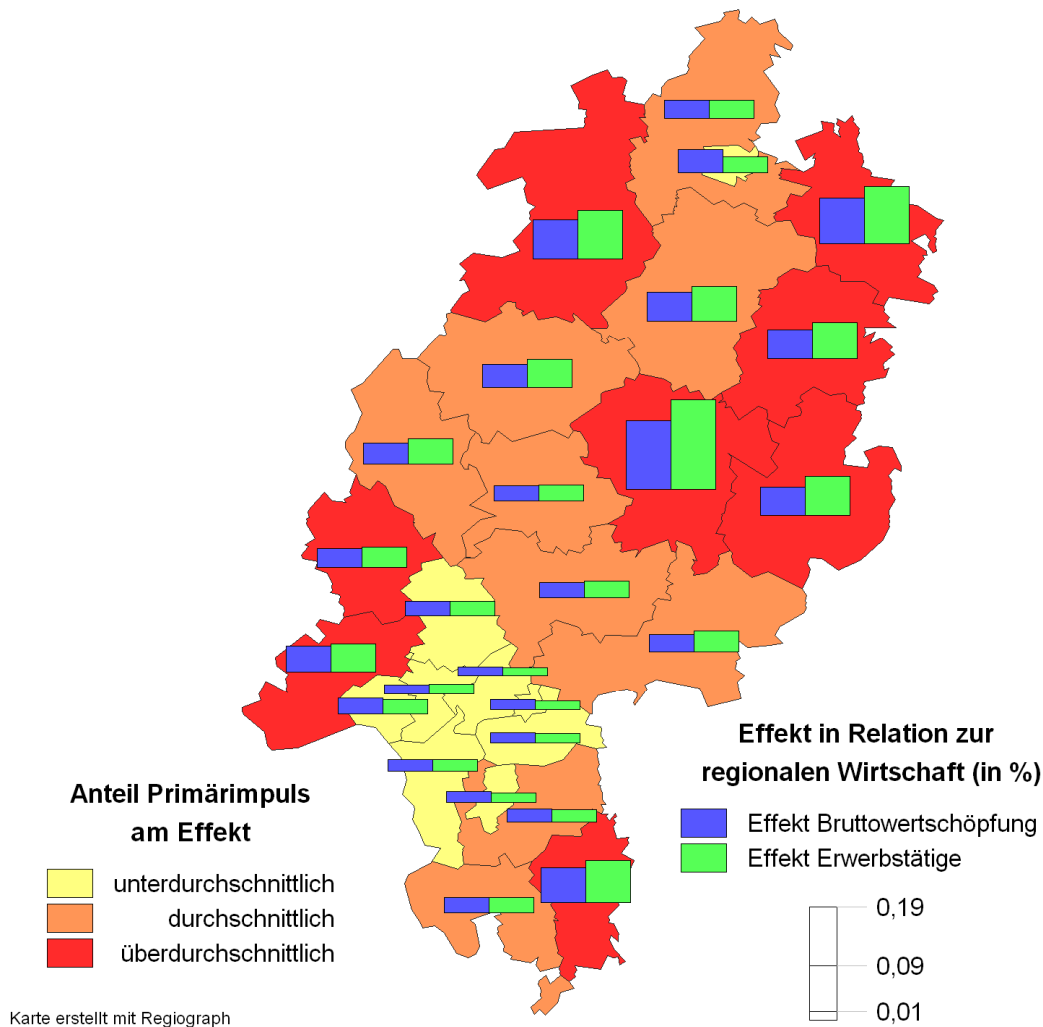 Effekt in Relation zur
regionalen Wirtschaft (in %)
Effekt Bruttowertschöpfung
Effekt Erwerbstätige
0,19
0,09
0,01
Anteil Primärimpuls
am Effekt
unterdurchschnittlich
durchschnittlich
überdurchschnittlich
Karte erstellt mit Regiograph